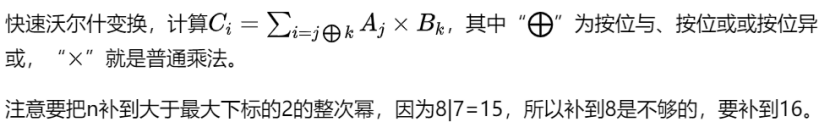 快速沃尔什变换，计算$C_i = \sum_{i=j\bigoplus k} A_j \times B_k$，其中“⨁”为按位与、按位或或按位异
或，“×”就是普通乘法。
注意要把n补到大于最大下标的2的整次幂，因为8|7=15，所以补到8是不够的，要补到16。